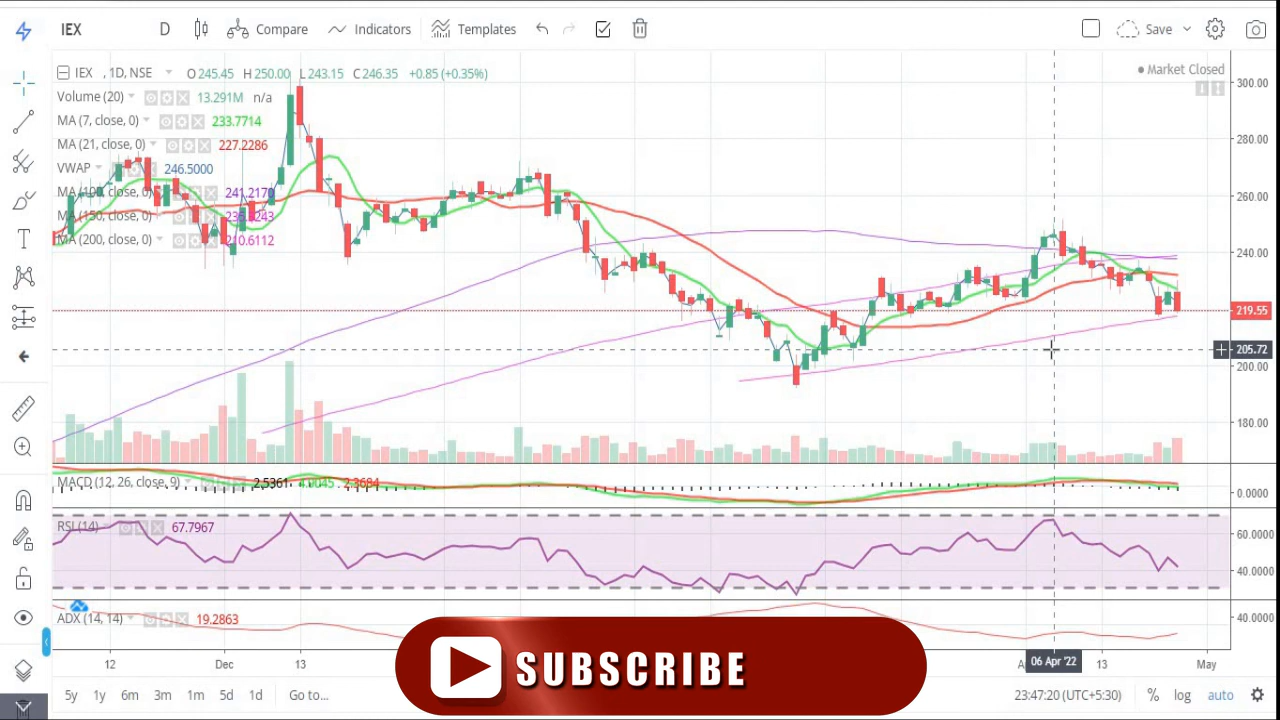 IEX D Compare Indicators Templates Save
IEX , 1D, NSE O 245.45 H 250.00 L 243.15 C 246.35 +0.85 (+0.35%)
Market Closed
Volume (20) 13.291M n/a
MA (7, close, 0) 233.7714
MA (21, close, 0) 227.2286
VWAP 246.5000
MA (100, close, 0) 241.2170
MA (150, close, 0)
MA (200, close, 0) 210.6112
300.00
280.00
260.00
240.00
219.55
205.72
200.00
180.00
MACD (12, 26, close, 9) 2.5361
0.0000
RSI (14) 67.7967
60.0000
40.0000
ADX (14, 14) 19.2863
40.0000
12 Dec 13 06 Apr '22 13 May
SUBSCRIBE
5y 1y 6m 3m 1m 5d 1d Go to... 23:47:20 (UTC+5:30) % log auto